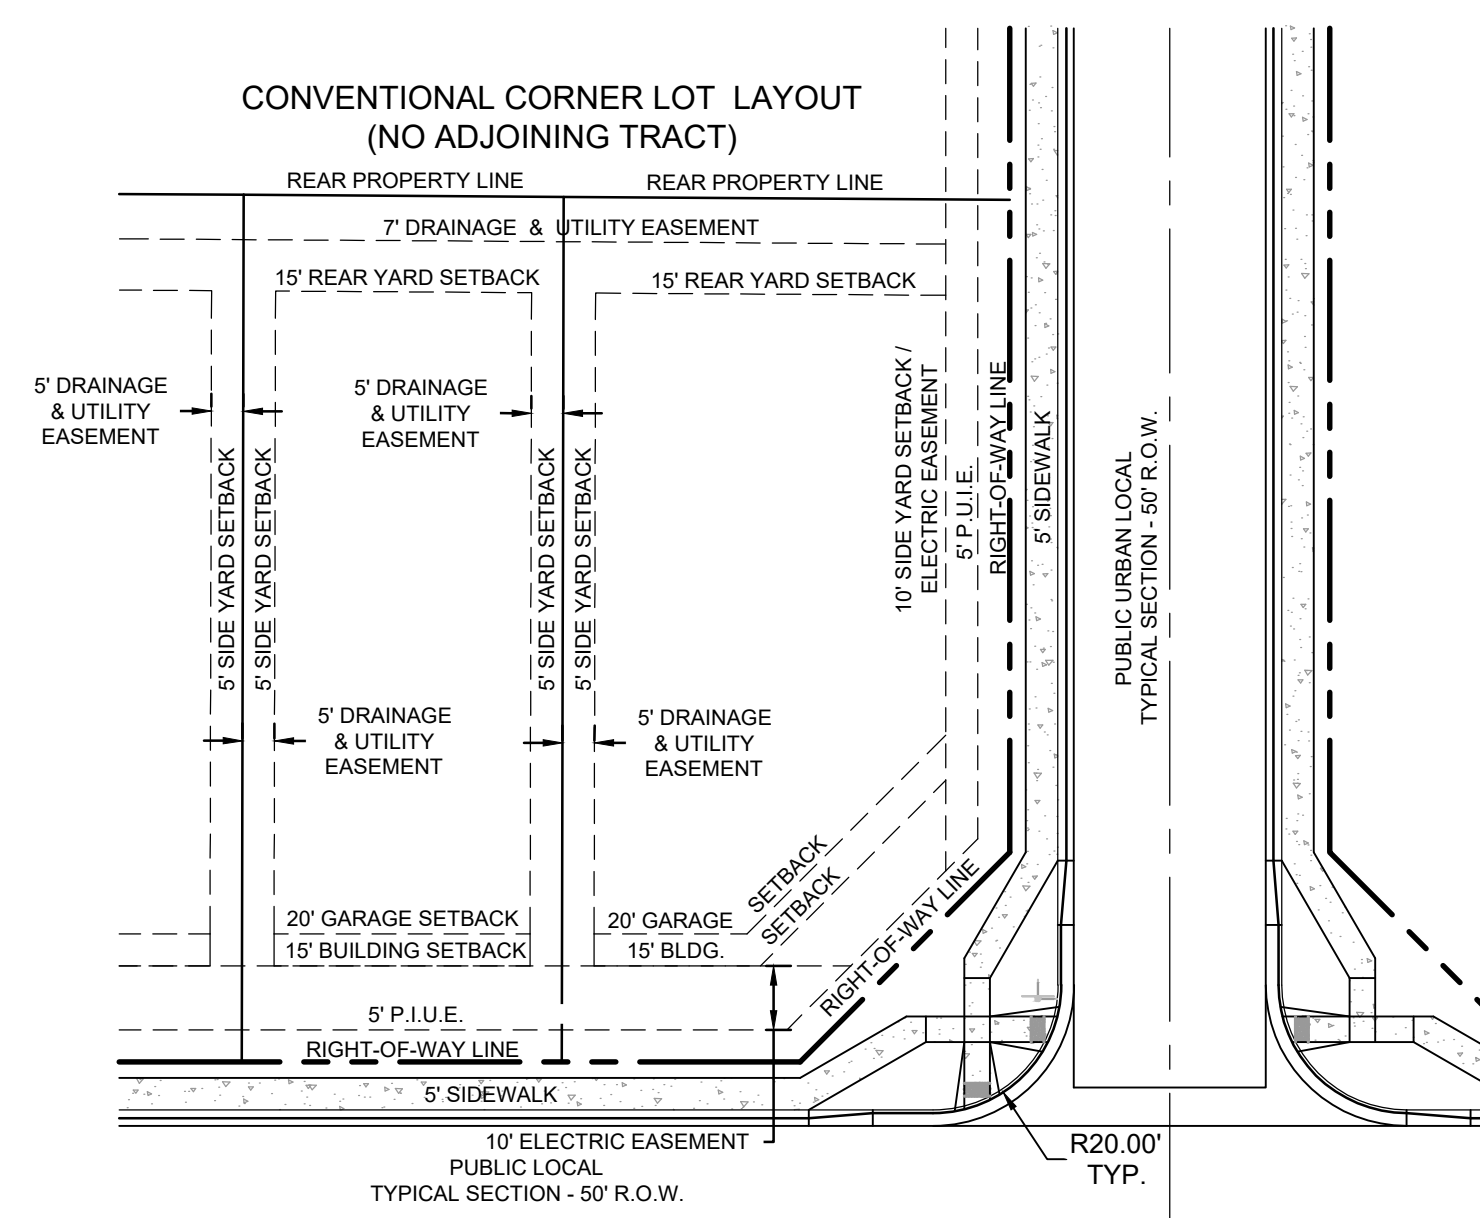 CONVENTIONAL CORNER LOT LAYOUT
(NO ADJOINING TRACT)
REAR PROPERTY LINE
REAR PROPERTY LINE
7' DRAINAGE & UTILITY EASEMENT
15' REAR YARD SETBACK
15' REAR YARD SETBACK
5' DRAINAGE
& UTILITY
EASEMENT
5' DRAINAGE
& UTILITY
EASEMENT
5' SIDE YARD SETBACK
5' SIDE YARD SETBACK
5' SIDE YARD SETBACK
5' SIDE YARD SETBACK
10' SIDE YARD SETBACK /
ELECTRIC EASEMENT
5' P.U.I.E.
RIGHT-OF-WAY LINE
5' SIDEWALK
PUBLIC URBAN LOCAL
TYPICAL SECTION - 50' R.O.W.
5' DRAINAGE
& UTILITY
EASEMENT
5' DRAINAGE
& UTILITY
EASEMENT
20' GARAGE SETBACK
15' BUILDING SETBACK
20' GARAGE
15' BLDG.
SETBACK
SETBACK
RIGHT-OF-WAY LINE
5' P.I.U.E.
RIGHT-OF-WAY LINE
5' SIDEWALK
10' ELECTRIC EASEMENT
PUBLIC LOCAL
TYPICAL SECTION - 50' R.O.W.
R20.00'
TYP.